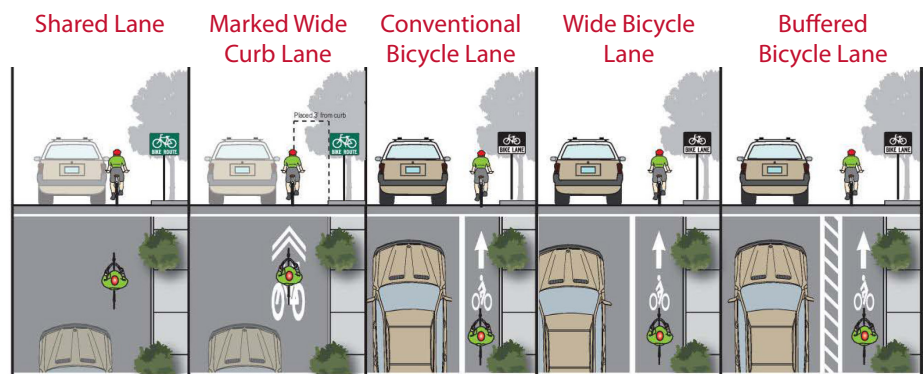 Shared Lane
Marked Wide
Curb Lane
Conventional
Bicycle Lane
Wide Bicycle
Lane
Buffered
Bicycle Lane
Placed 3' from curb
BIKE ROUTE
BIKE ROUTE
BIKE LANE
BIKE LANE
BIKE LANE